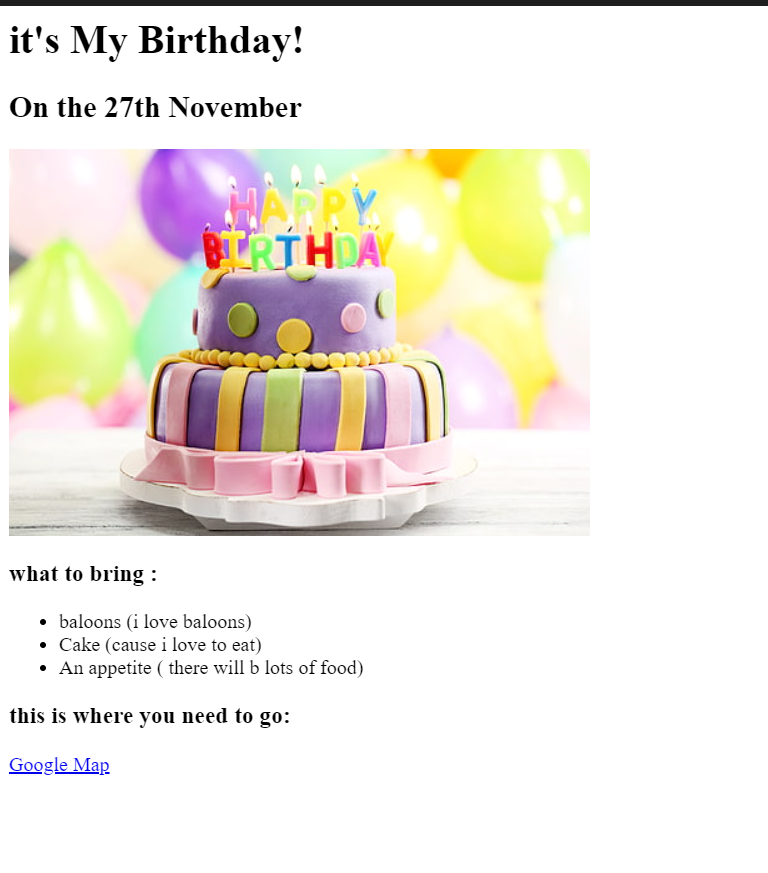 it's My Birthday!
On the 27th November
HAPPY
BIRTHDAY
what to bring :
baloons (i love baloons)
Cake (cause i love to eat)
An appetite ( there will b lots of food)
this is where you need to go:
Google Map